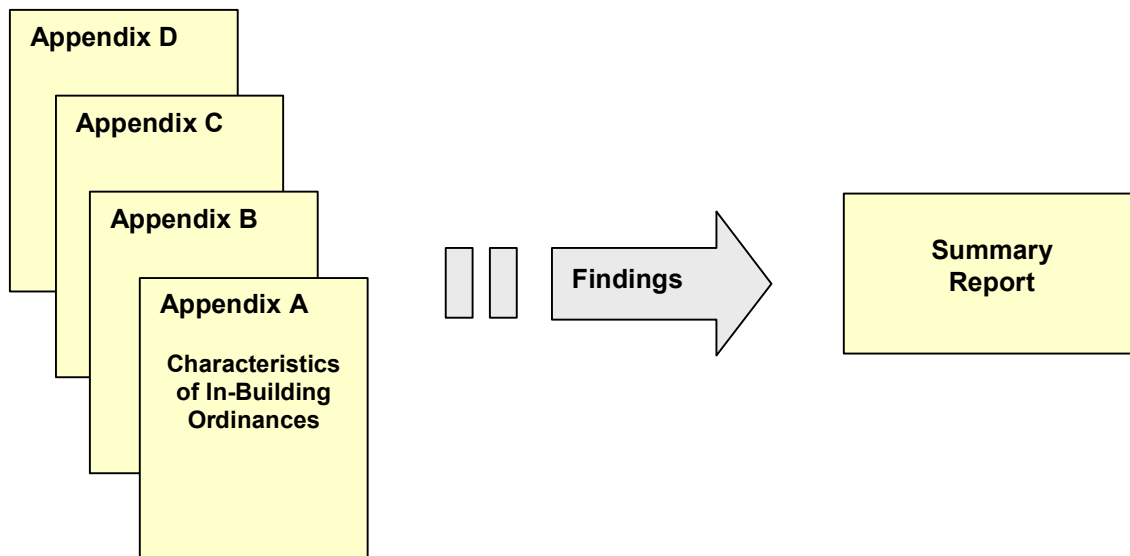 Appendix D
Appendix C
Appendix B
Appendix A
Characteristics
of In-Building
Ordinances
Findings
Summary
Report